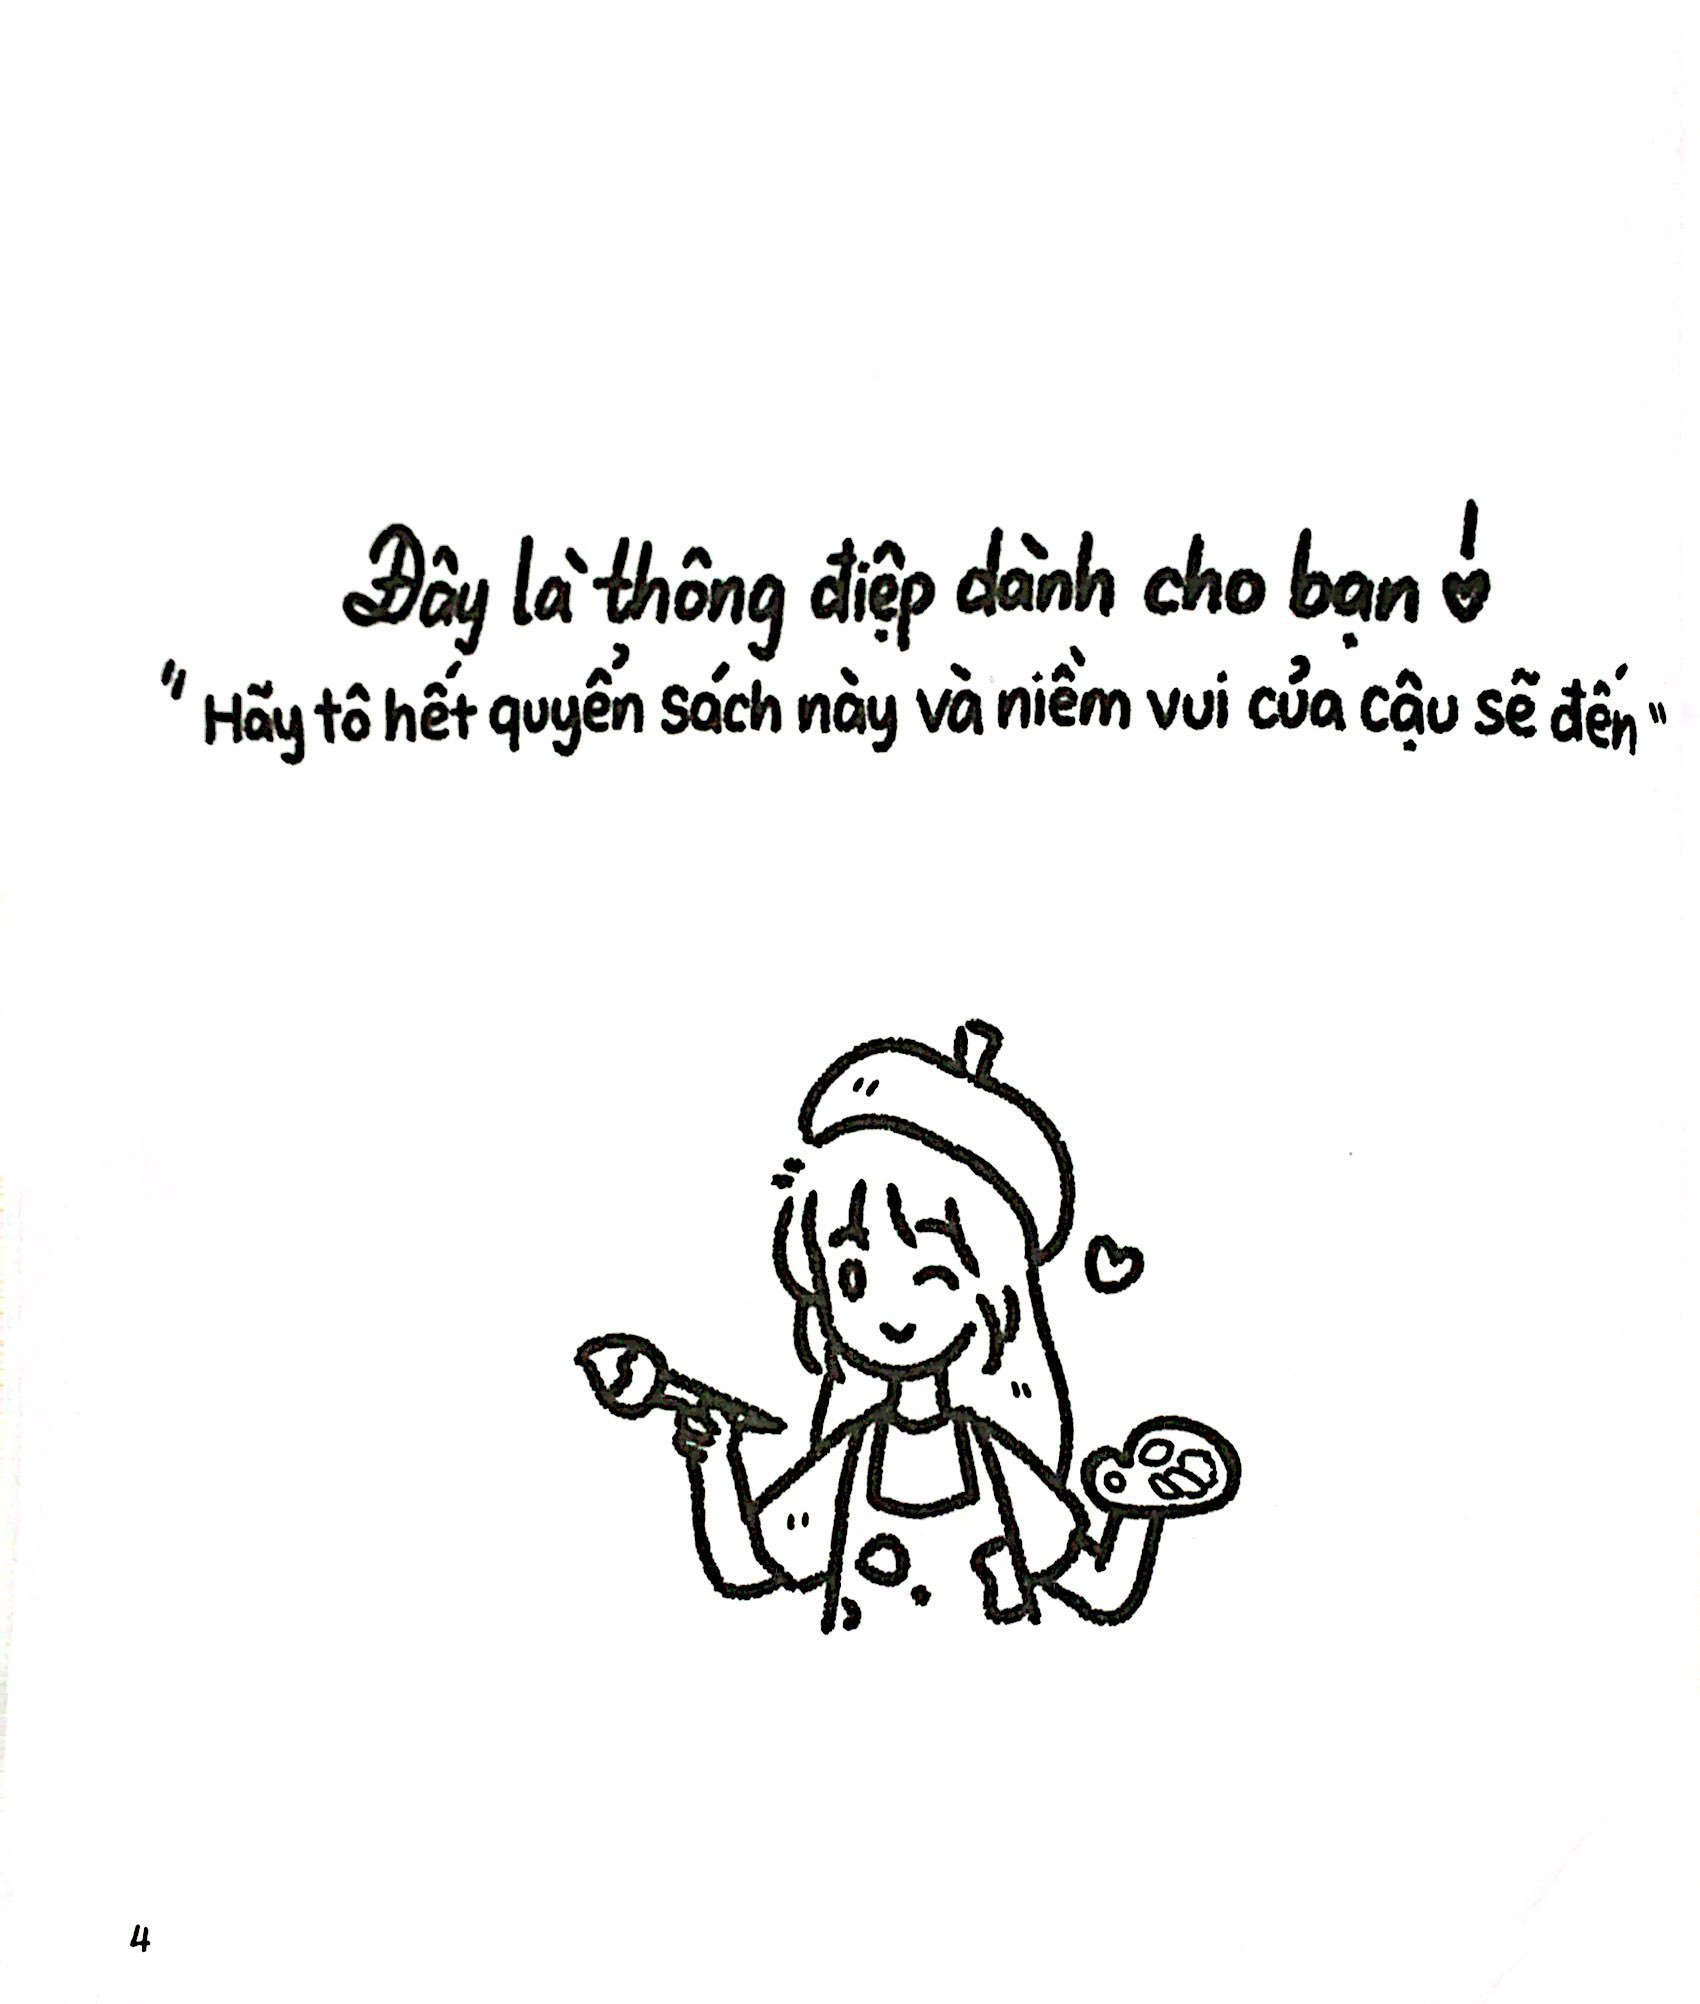 Đây là thông điệp dành cho bạn!
"Hãy tô hết quyển sách này và niềm vui của cậu sẽ đến"
4